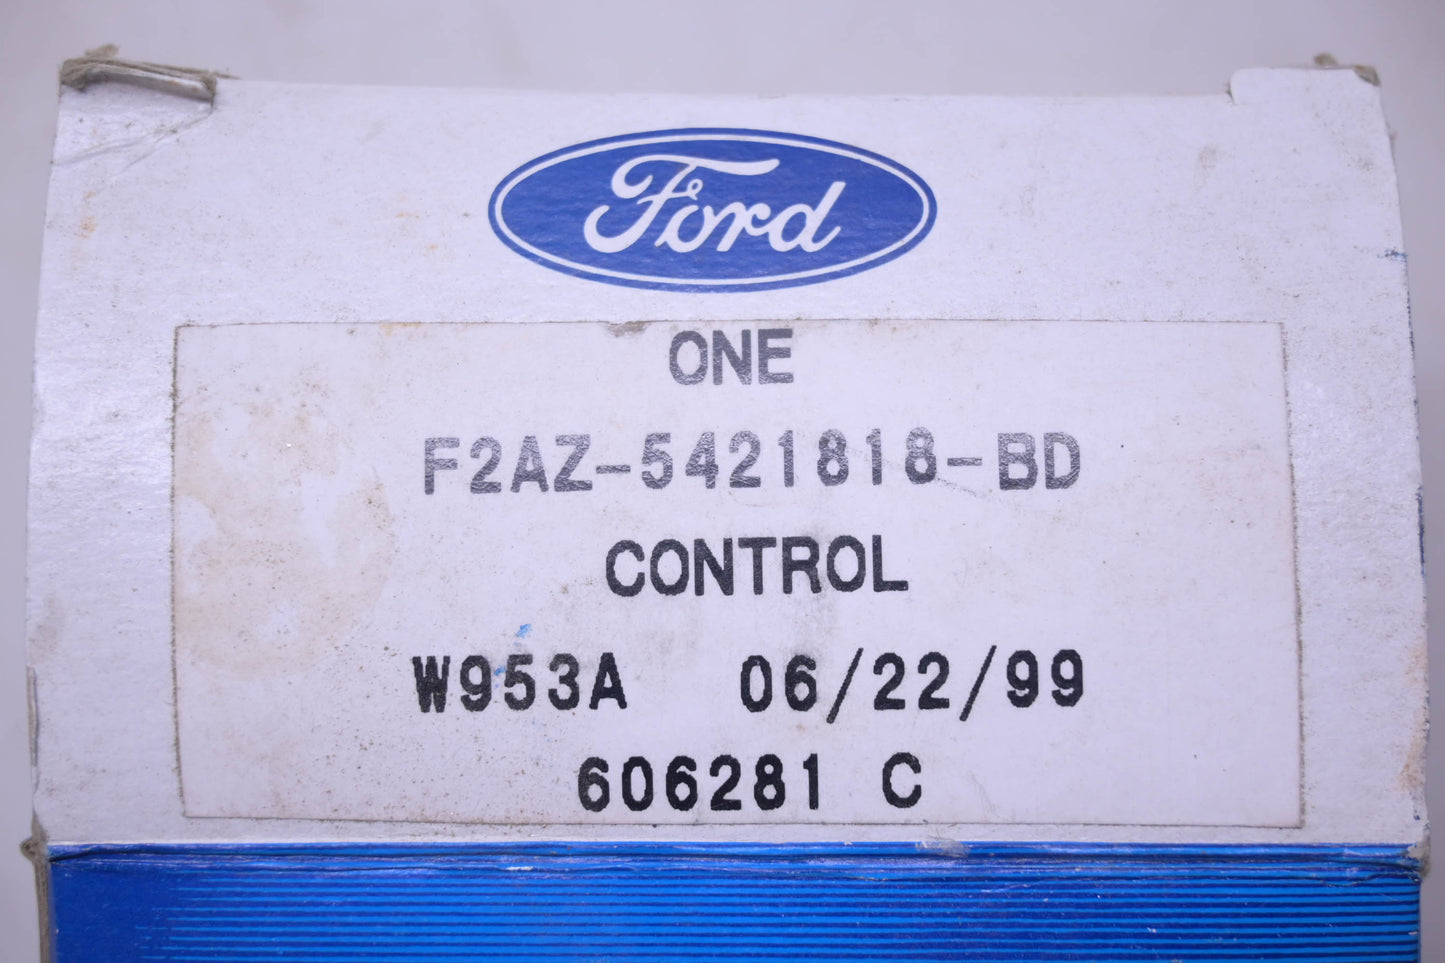 Ford
ONE
F2AZ-5421818-BD
CONTROL
W953A 06/22/99
606281 C